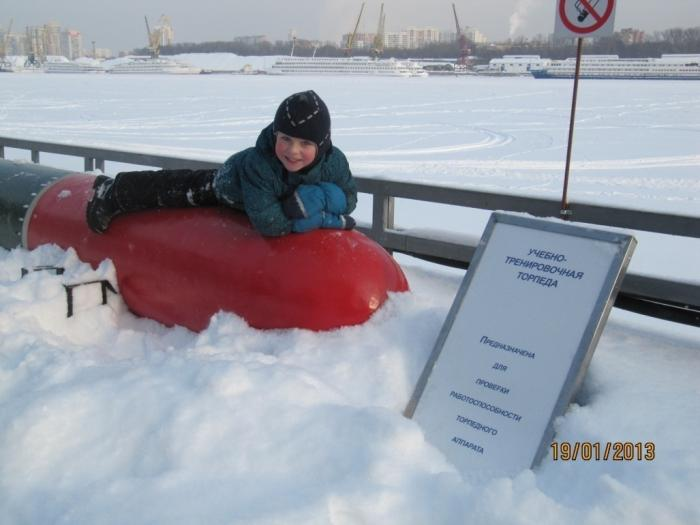 УЧЕБНО-
ТРЕНИРОВОЧНАЯ
ТОРПЕДА
ПРЕДНАЗНАЧЕНА
ДЛЯ
ПРОВЕРКИ
РАБОТОСПОСОБНОСТИ
ТОРПЕДНОГО
АППАРАТА
19/01/2013